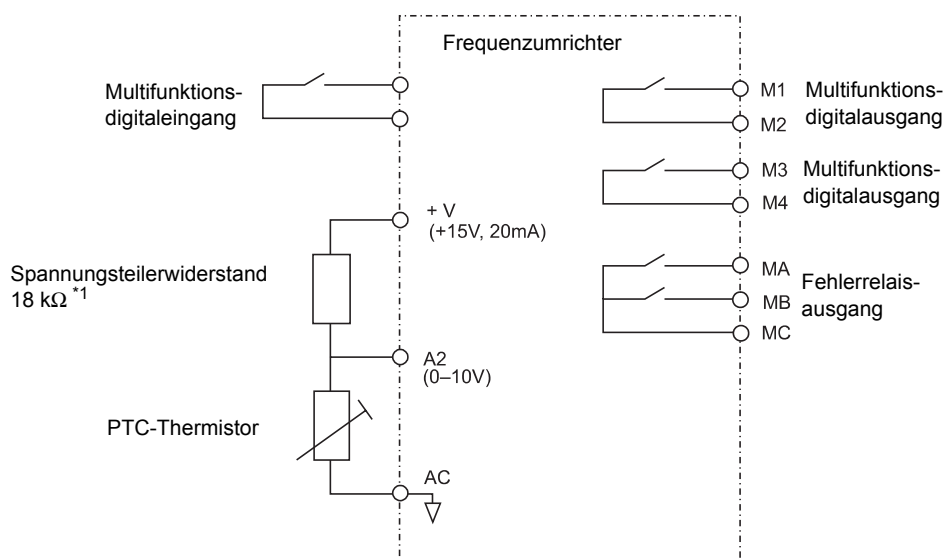 Frequenzumrichter
Multifunktions-
digitaleingang
M1
M2
Multifunktions-
digitalausgang
M3
M4
Multifunktions-
digitalausgang
+ V
(+15V, 20mA)
Spannungsteilerwiderstand
18 kΩ *1
MA
MB
MC
Fehlerrelais-
ausgang
A2
(0–10V)
PTC-Thermistor
AC